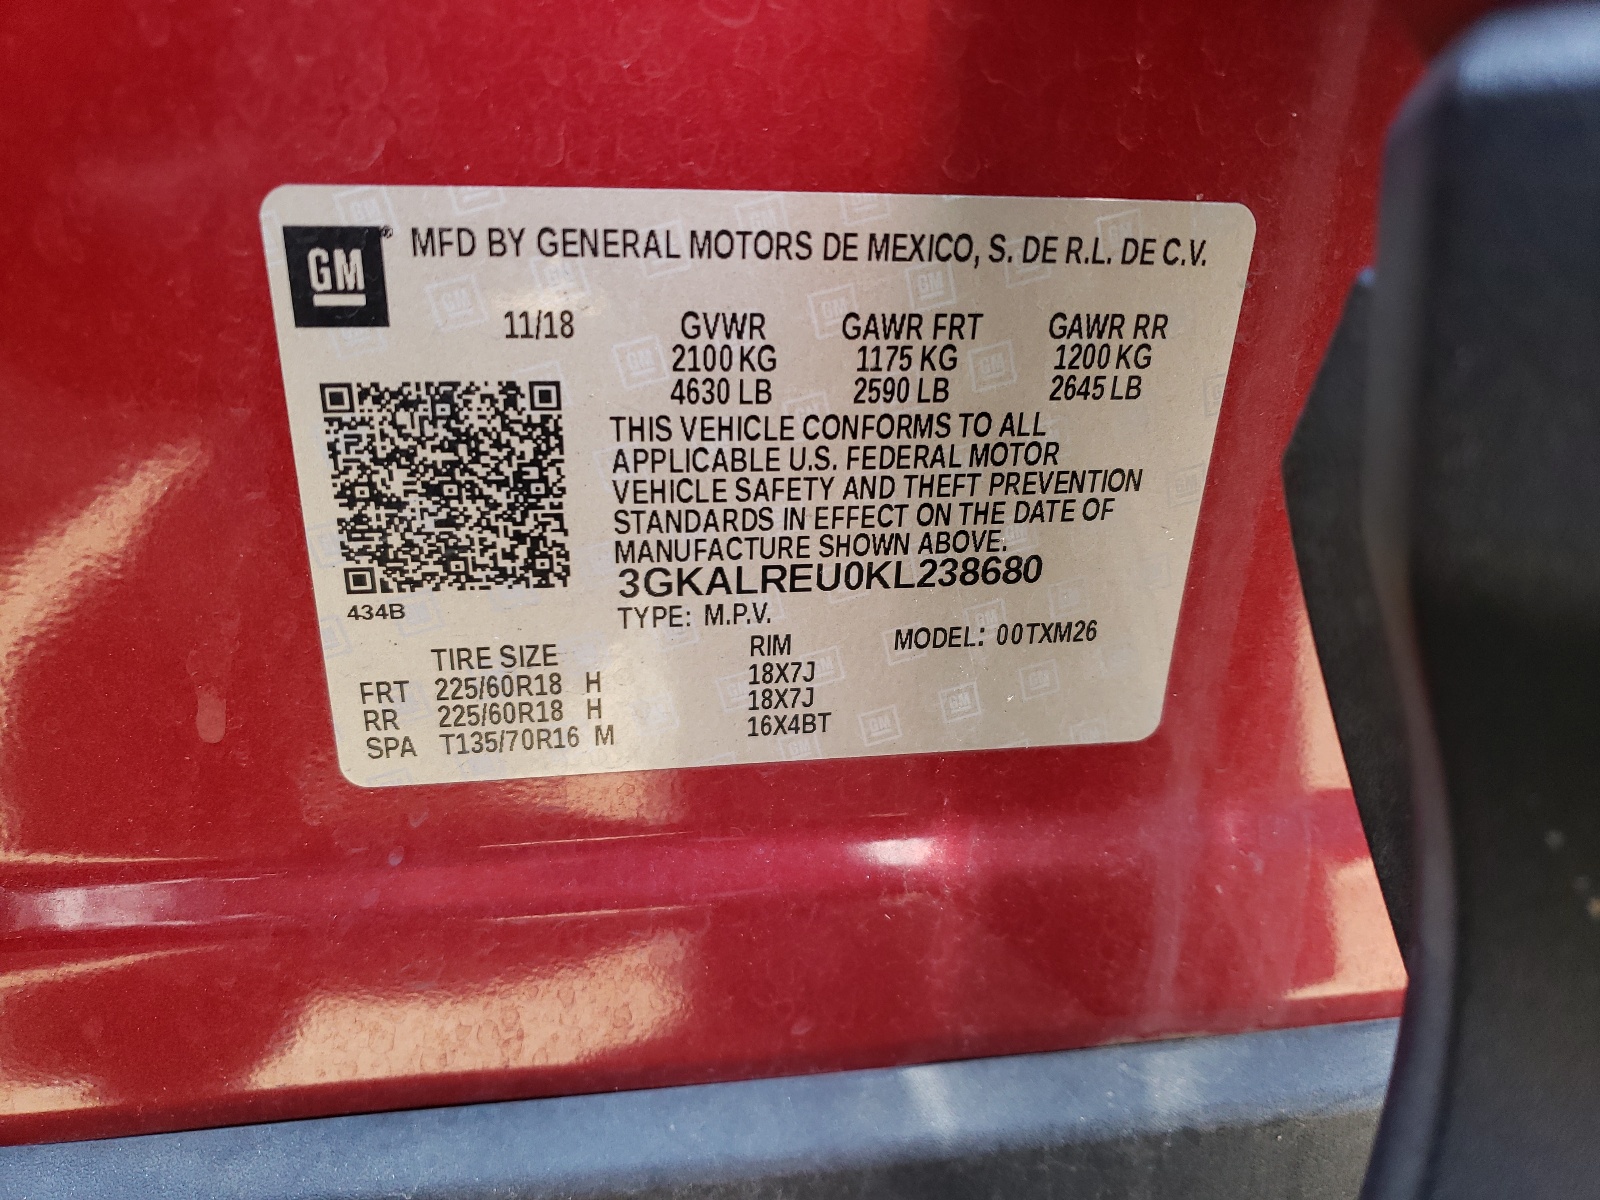 GM ® MFD BY GENERAL MOTORS DE MEXICO, S. DE R.L. DE C.V.
11/18 GVWR GAWR FRT GAWR RR
2100 KG 1175 KG 1200 KG
4630 LB 2590 LB 2645 LB
THIS VEHICLE CONFORMS TO ALL
APPLICABLE U.S. FEDERAL MOTOR
VEHICLE SAFETY AND THEFT PREVENTION
STANDARDS IN EFFECT ON THE DATE OF
MANUFACTURE SHOWN ABOVE.
3GKALREU0KL238680
434B TYPE: M.P.V.
TIRE SIZE RIM MODEL: 00TXM26
FRT 225/60R18 H 18X7J
RR 225/60R18 H 18X7J
SPA T135/70R16 M 16X4BT